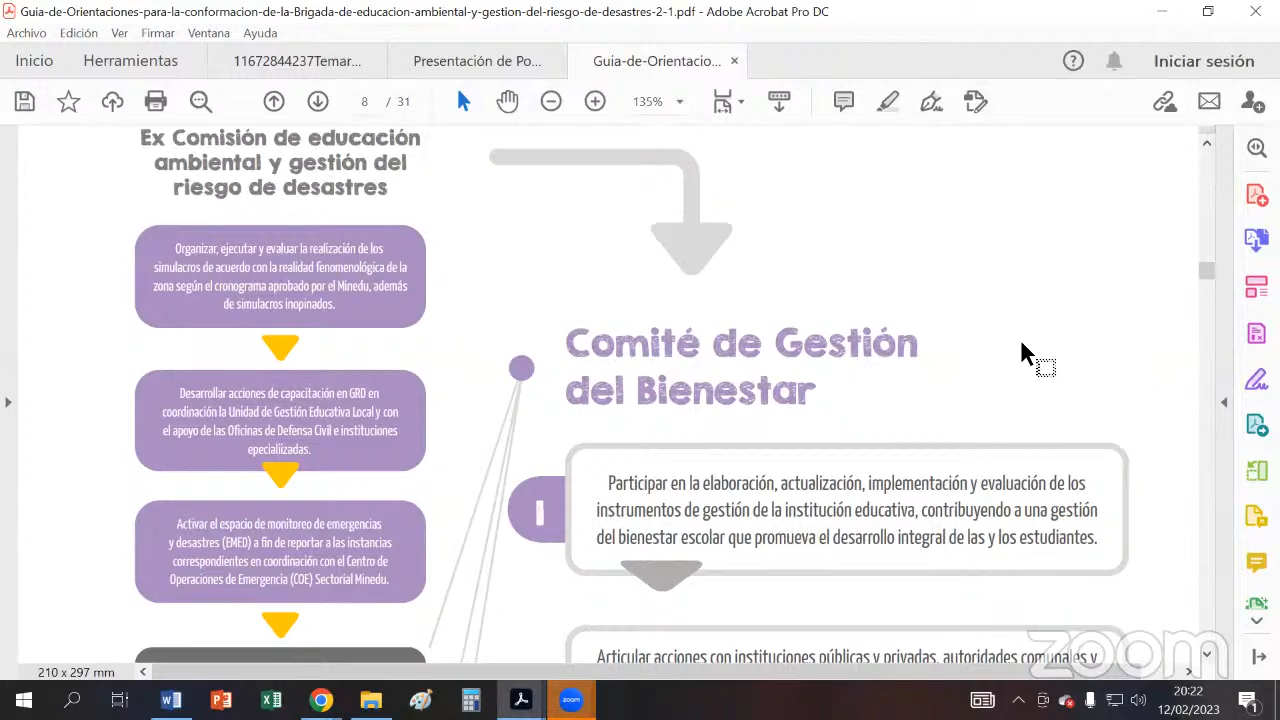 Guia-de-Orientaciones-para-la-conformacion-de-la-Brigada-de-educacion-ambiental-y-gestion-del-riesgo-de-desastres-2-1.pdf - Adobe Acrobat Pro DC
Archivo Edición Ver Firmar Ventana Ayuda
Inicio Herramientas 11672844237Temar... Presentación de Po... Guia-de-Orientacio... × Iniciar sesión
8 / 31 135%
Ex Comisión de educación
ambiental y gestión del
riesgo de desastres
Organizar, ejecutar y evaluar la realización de los
simulacros de acuerdo con la realidad fenomenológica de la
zona según el cronograma aprobado por el Minedu, además
de simulacros inopinados.
Desarrollar acciones de capacitación en GRD en
coordinación la Unidad de Gestión Educativa Local y con
el apoyo de las Oficinas de Defensa Civil e instituciones
epecialiizadas.
Activar el espacio de monitoreo de emergencias
y desastres (EMED) a fin de reportar a las instancias
correspondientes en coordinación con el Centro de
Operaciones de Emergencia (COE) Sectorial Minedu.
Comité de Gestión
del Bienestar
1
Participar en la elaboración, actualización, implementación y evaluación de los
instrumentos de gestión de la institución educativa, contribuyendo a una gestión
del bienestar escolar que promueva el desarrollo integral de las y los estudiantes.
Articular acciones con instituciones públicas y privadas, autoridades comunales y
zoom
210 x 297 mm
zoom
20:22
12/02/2023
1